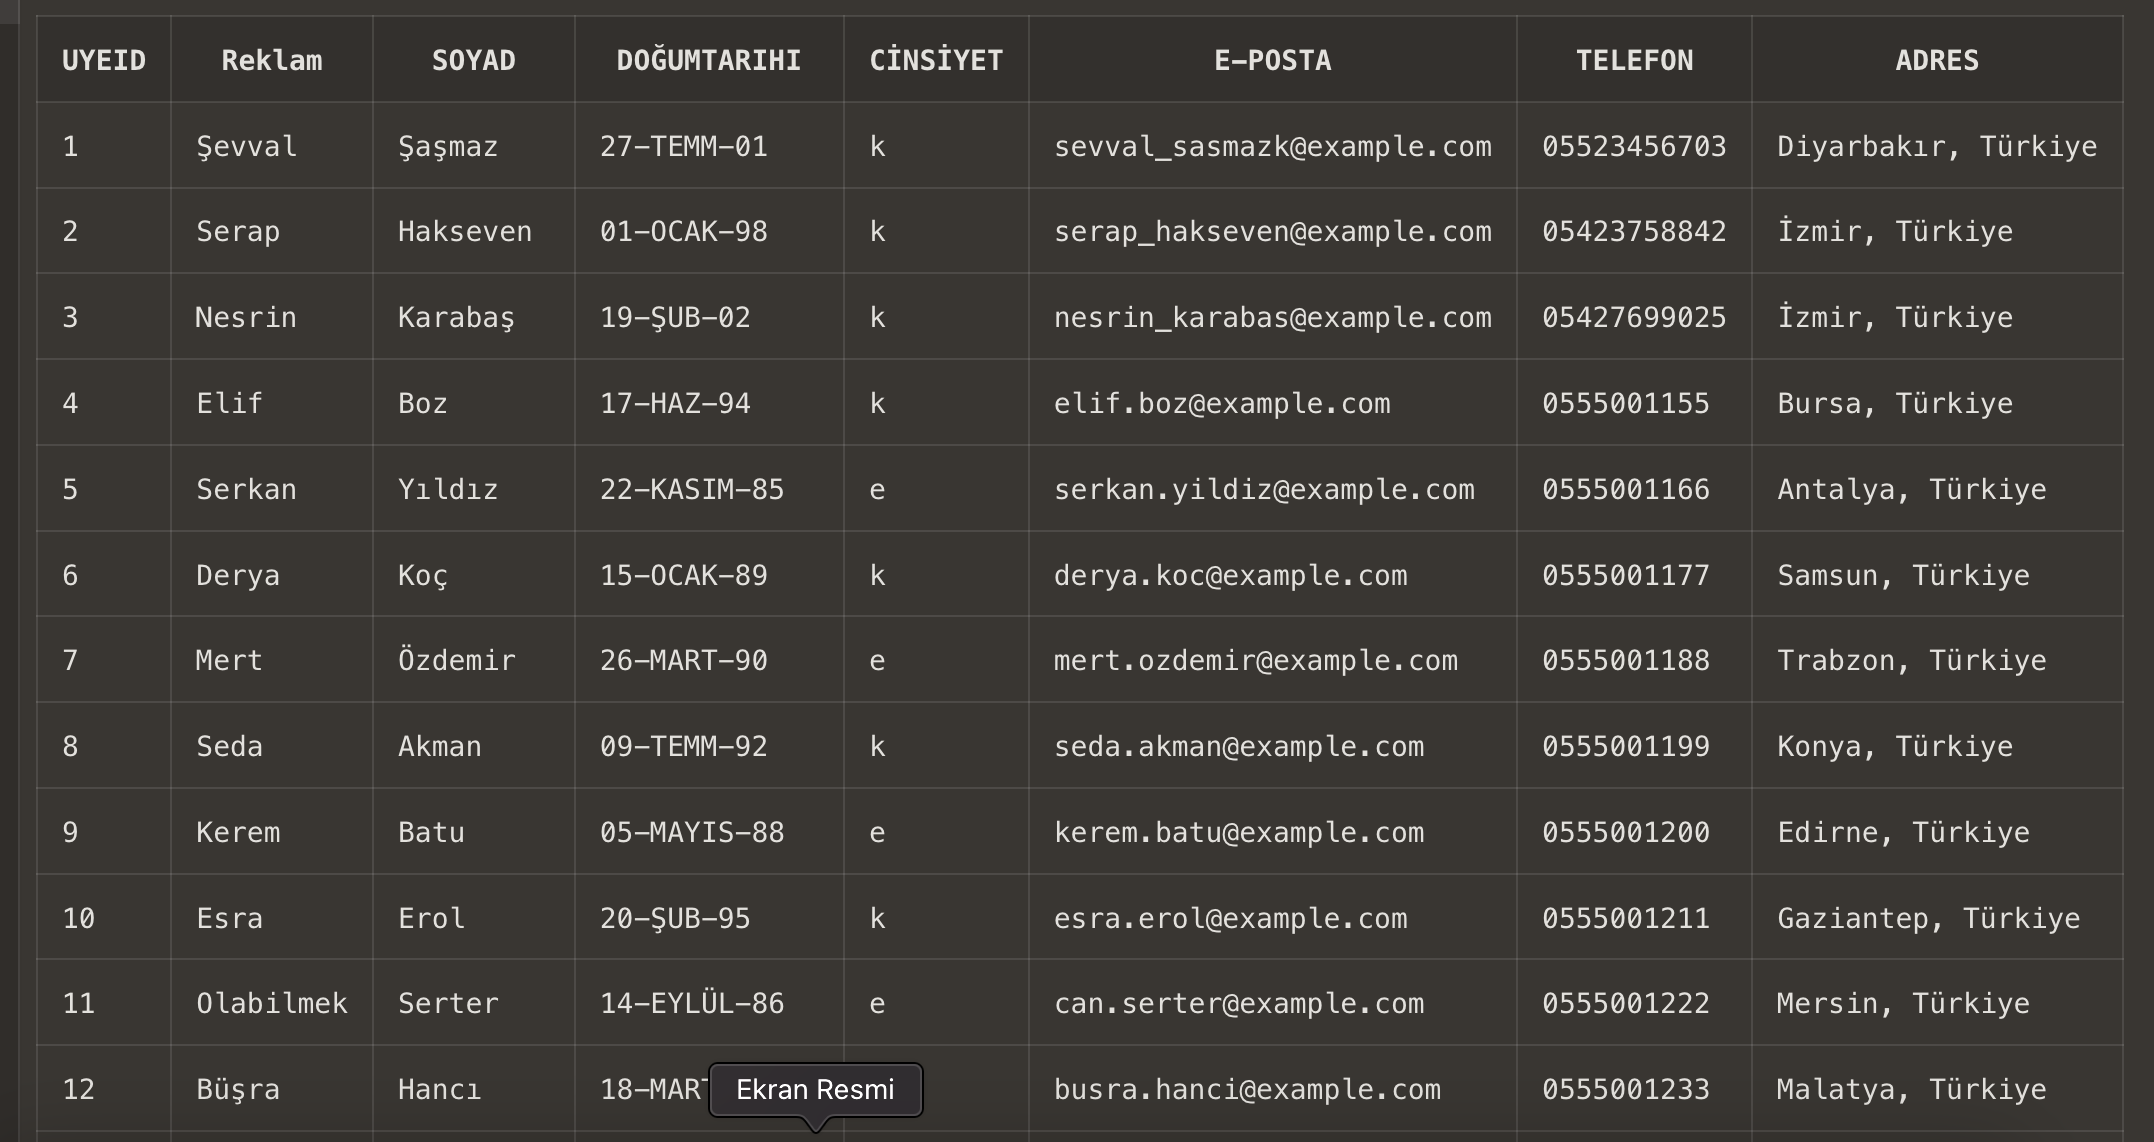 UYEID Reklam SOYAD DOĞUMTARIHI CİNSİYET E-POSTA TELEFON ADRES
1 Şevval Şaşmaz 27-TEMM-01 k sevval_sasmazk@example.com 05523456703 Diyarbakır, Türkiye
2 Serap Hakseven 01-OCAK-98 k serap_hakseven@example.com 05423758842 İzmir, Türkiye
3 Nesrin Karabaş 19-ŞUB-02 k nesrin_karabas@example.com 05427699025 İzmir, Türkiye
4 Elif Boz 17-HAZ-94 k elif.boz@example.com 0555001155 Bursa, Türkiye
5 Serkan Yıldız 22-KASIM-85 e serkan.yildiz@example.com 0555001166 Antalya, Türkiye
6 Derya Koç 15-OCAK-89 k derya.koc@example.com 0555001177 Samsun, Türkiye
7 Mert Özdemir 26-MART-90 e mert.ozdemir@example.com 0555001188 Trabzon, Türkiye
8 Seda Akman 09-TEMM-92 k seda.akman@example.com 0555001199 Konya, Türkiye
9 Kerem Batu 05-MAYIS-88 e kerem.batu@example.com 0555001200 Edirne, Türkiye
10 Esra Erol 20-ŞUB-95 k esra.erol@example.com 0555001211 Gaziantep, Türkiye
11 Olabilmek Serter 14-EYLÜL-86 e can.serter@example.com 0555001222 Mersin, Türkiye
12 Büşra Hancı 18-MART busra.hanci@example.com 0555001233 Malatya, Türkiye
Ekran Resmi